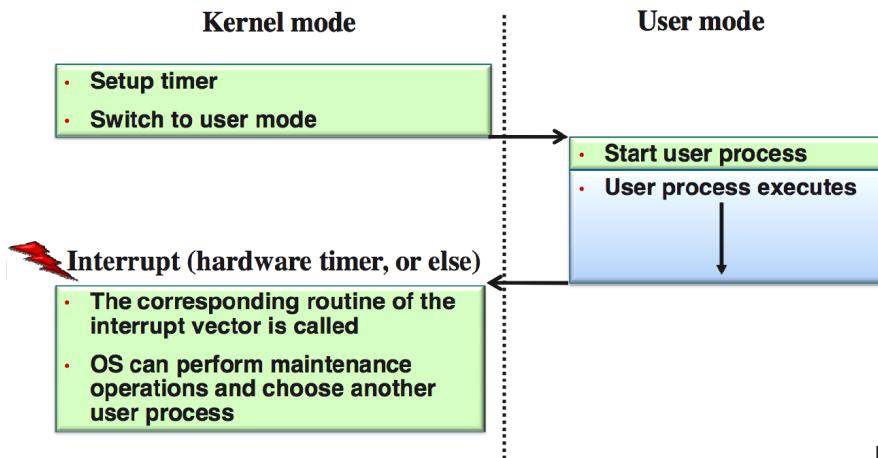 Kernel mode
User mode
• Setup timer
• Switch to user mode
• Start user process
• User process executes
Interrupt (hardware timer, or else)
• The corresponding routine of the
interrupt vector is called
• OS can perform maintenance
operations and choose another
user process